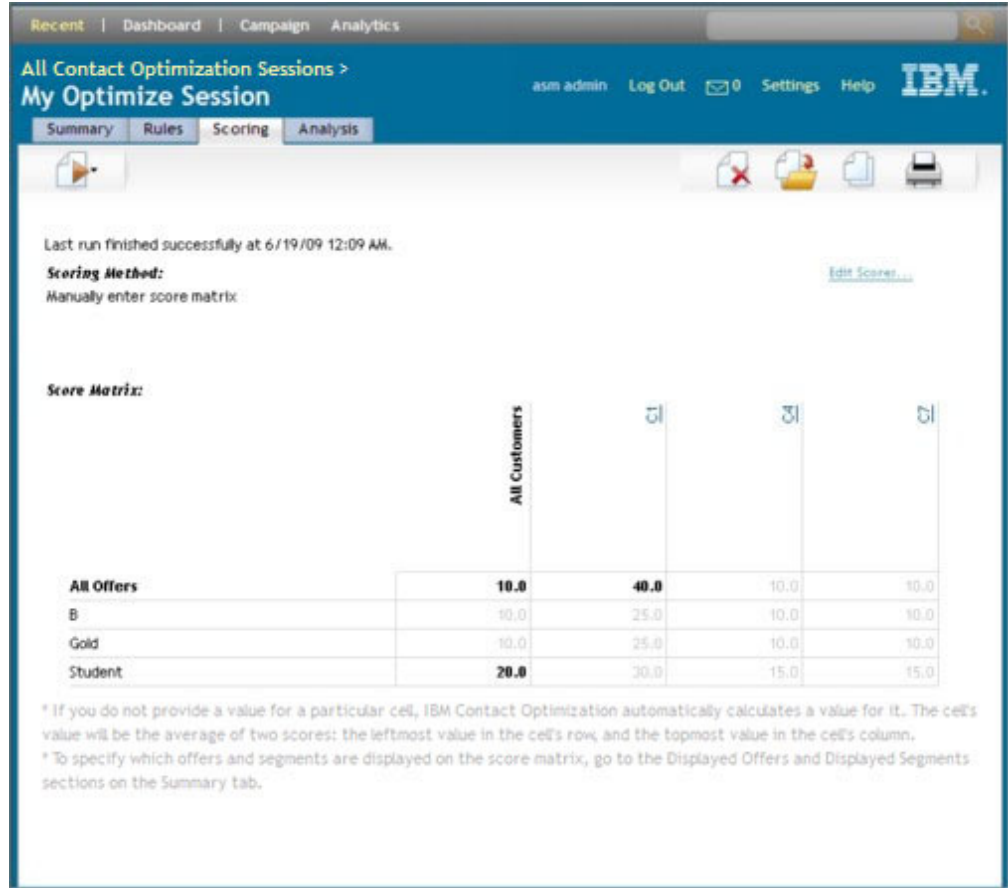 Recent | Dashboard | Campaign Analytics
All Contact Optimization Sessions >
My Optimize Session
asm admin Log Out 0 Settings Help IBM.
Summary Rules Scoring Analysis
Last run finished successfully at 6/19/09 12:09 AM.
Scoring Method:
Edit Scores...
Manually enter score matrix
Score Matrix:
All Customers C1 C4 C7
All Offers 10.0 40.0 10.0 10.0
B 10.0 25.0 10.0 10.0
Gold 10.0 25.0 10.0 10.0
Student 20.0 30.0 15.0 15.0
* If you do not provide a value for a particular cell, IBM Contact Optimization automatically calculates a value for it. The cell's
value will be the average of two scores: the leftmost value in the cell's row, and the topmost value in the cell's column.
* To specify which offers and segments are displayed on the score matrix, go to the Displayed Offers and Displayed Segments
sections on the Summary tab.